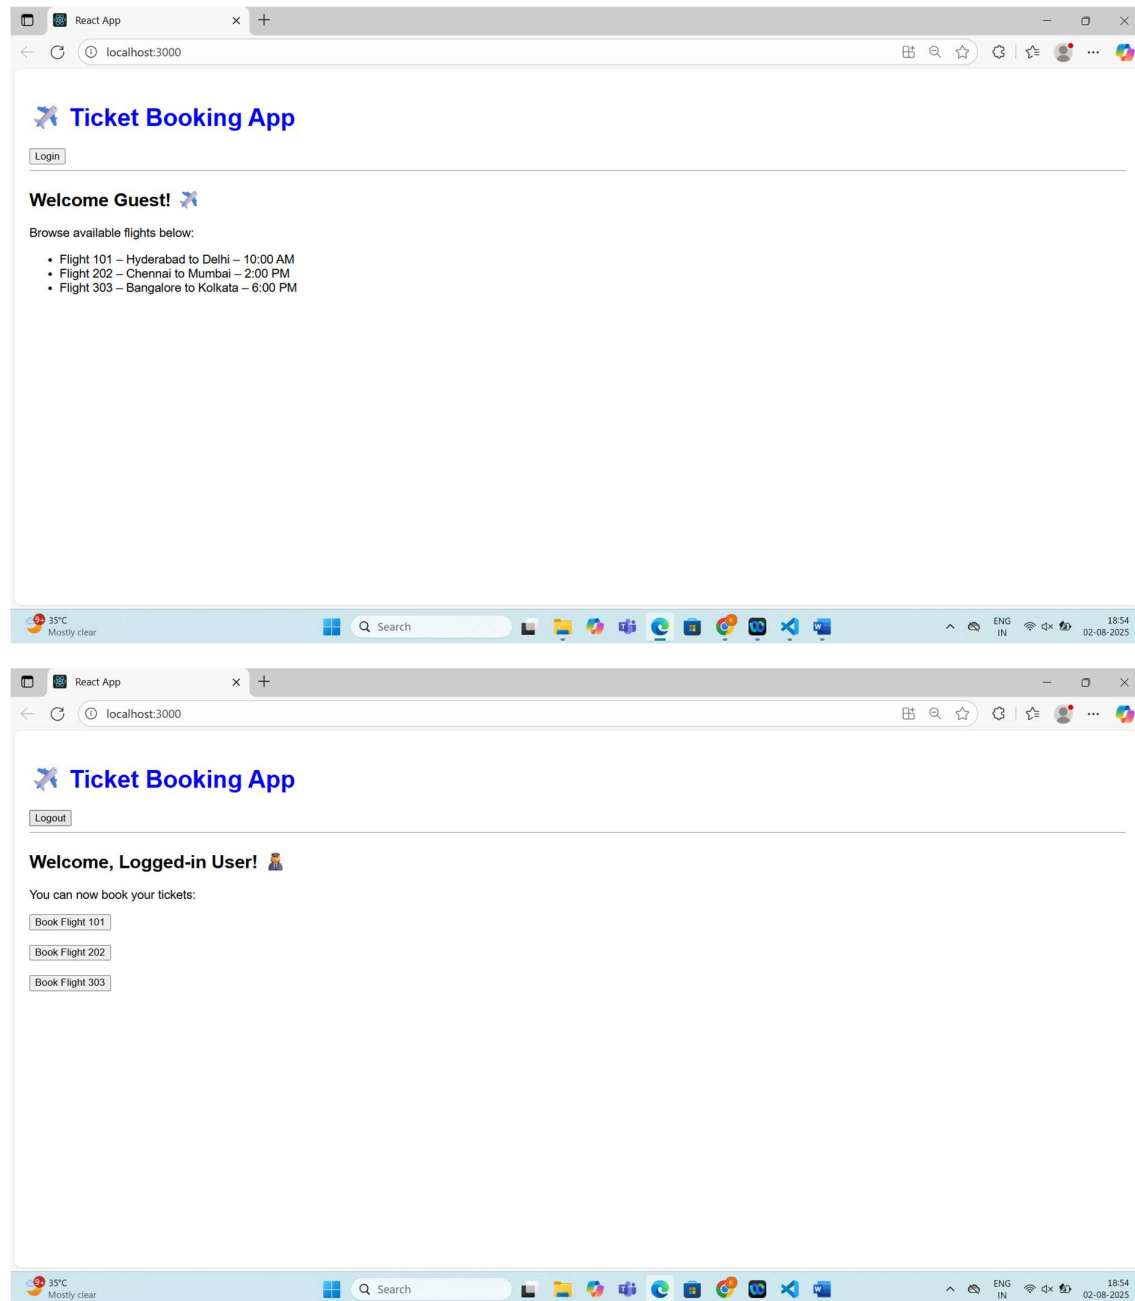 React App
localhost:3000
Ticket Booking App
Login
Welcome Guest!
Browse available flights below:
• Flight 101 – Hyderabad to Delhi – 10:00 AM
• Flight 202 – Chennai to Mumbai – 2:00 PM
• Flight 303 – Bangalore to Kolkata – 6:00 PM
9+
35°C
Mostly clear
Search
ENG
IN
18:54
02-08-2025
React App
localhost:3000
Ticket Booking App
Logout
Welcome, Logged-in User!
You can now book your tickets:
Book Flight 101
Book Flight 202
Book Flight 303
9+
35°C
Mostly clear
Search
ENG
IN
18:54
02-08-2025